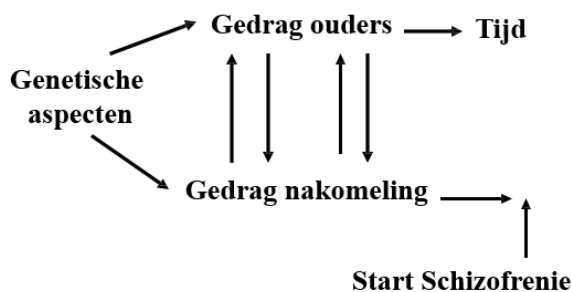 Gedrag ouders
Tijd
Genetische
aspecten
Gedrag nakomeling
Start Schizofrenie